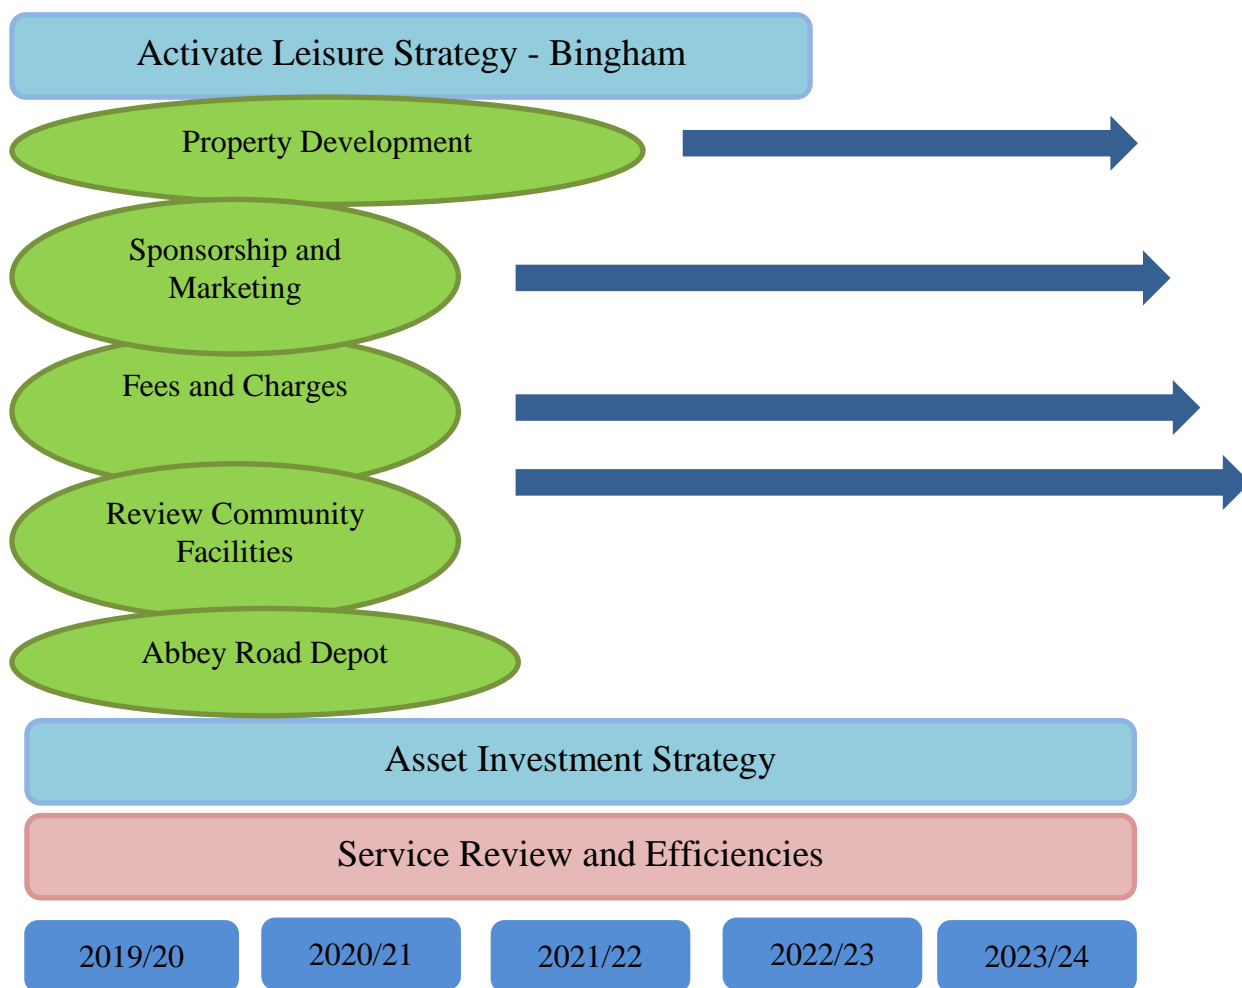 Activate Leisure Strategy - Bingham
Property Development
Sponsorship and
Marketing
Fees and Charges
Review Community
Facilities
Abbey Road Depot
Asset Investment Strategy
Service Review and Efficiencies
2019/20
2020/21
2021/22
2022/23
2023/24